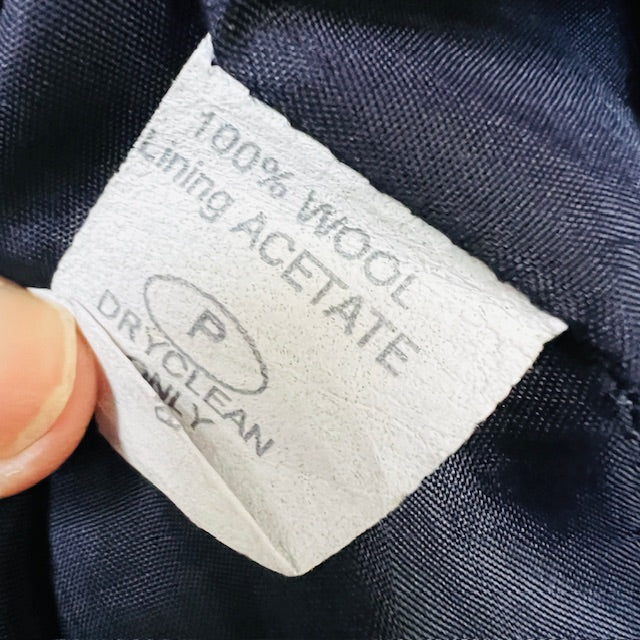 100% WOOL
Lining ACETATE
P
DRYCLEAN
ONLY